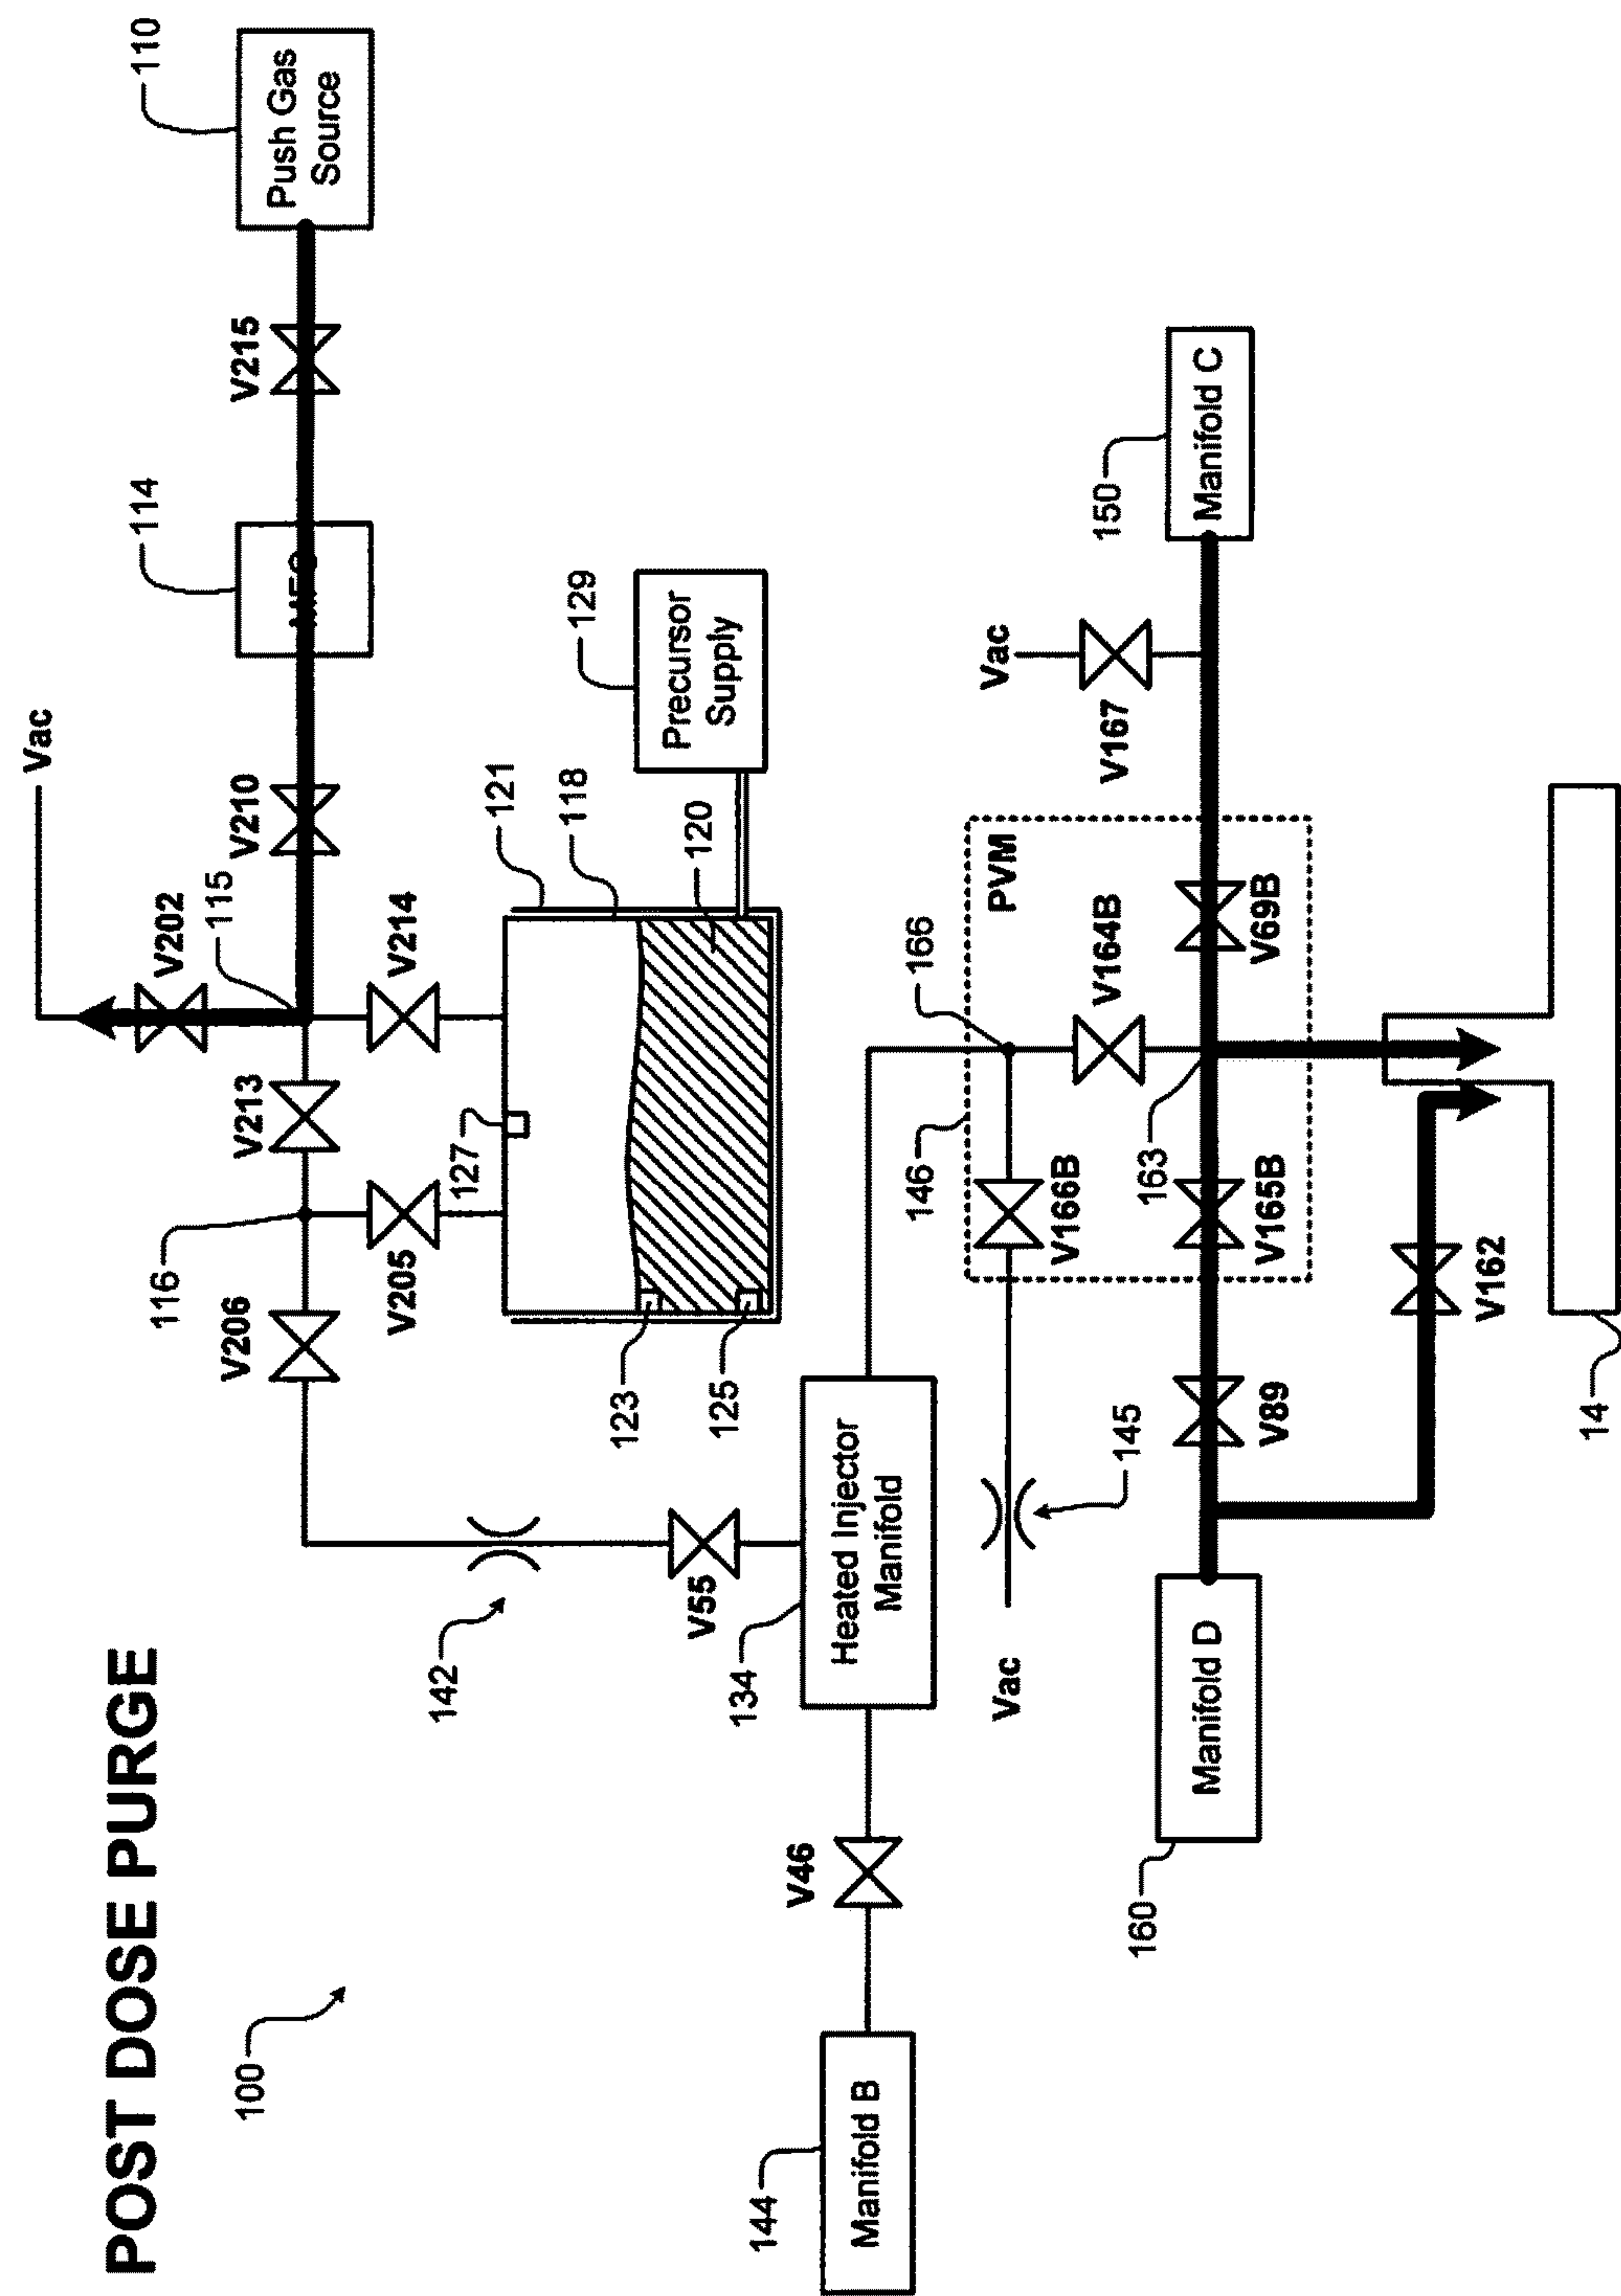 POST DOSE PURGE
Vac
110
114
116
V202
115
100
V206
V213
V210
V215
Push Gas
Source
V205
V214
127
121
118
120
129
Precursor
Supply
142
123
125
V55
134
Heated Injector
Manifold
144
V46
Manifold B
146
166
PVM
Vac
Vac
V166B
V164B
V167
150
145
163
160
Manifold D
Manifold C
V89
V165B
V69B
V162
14